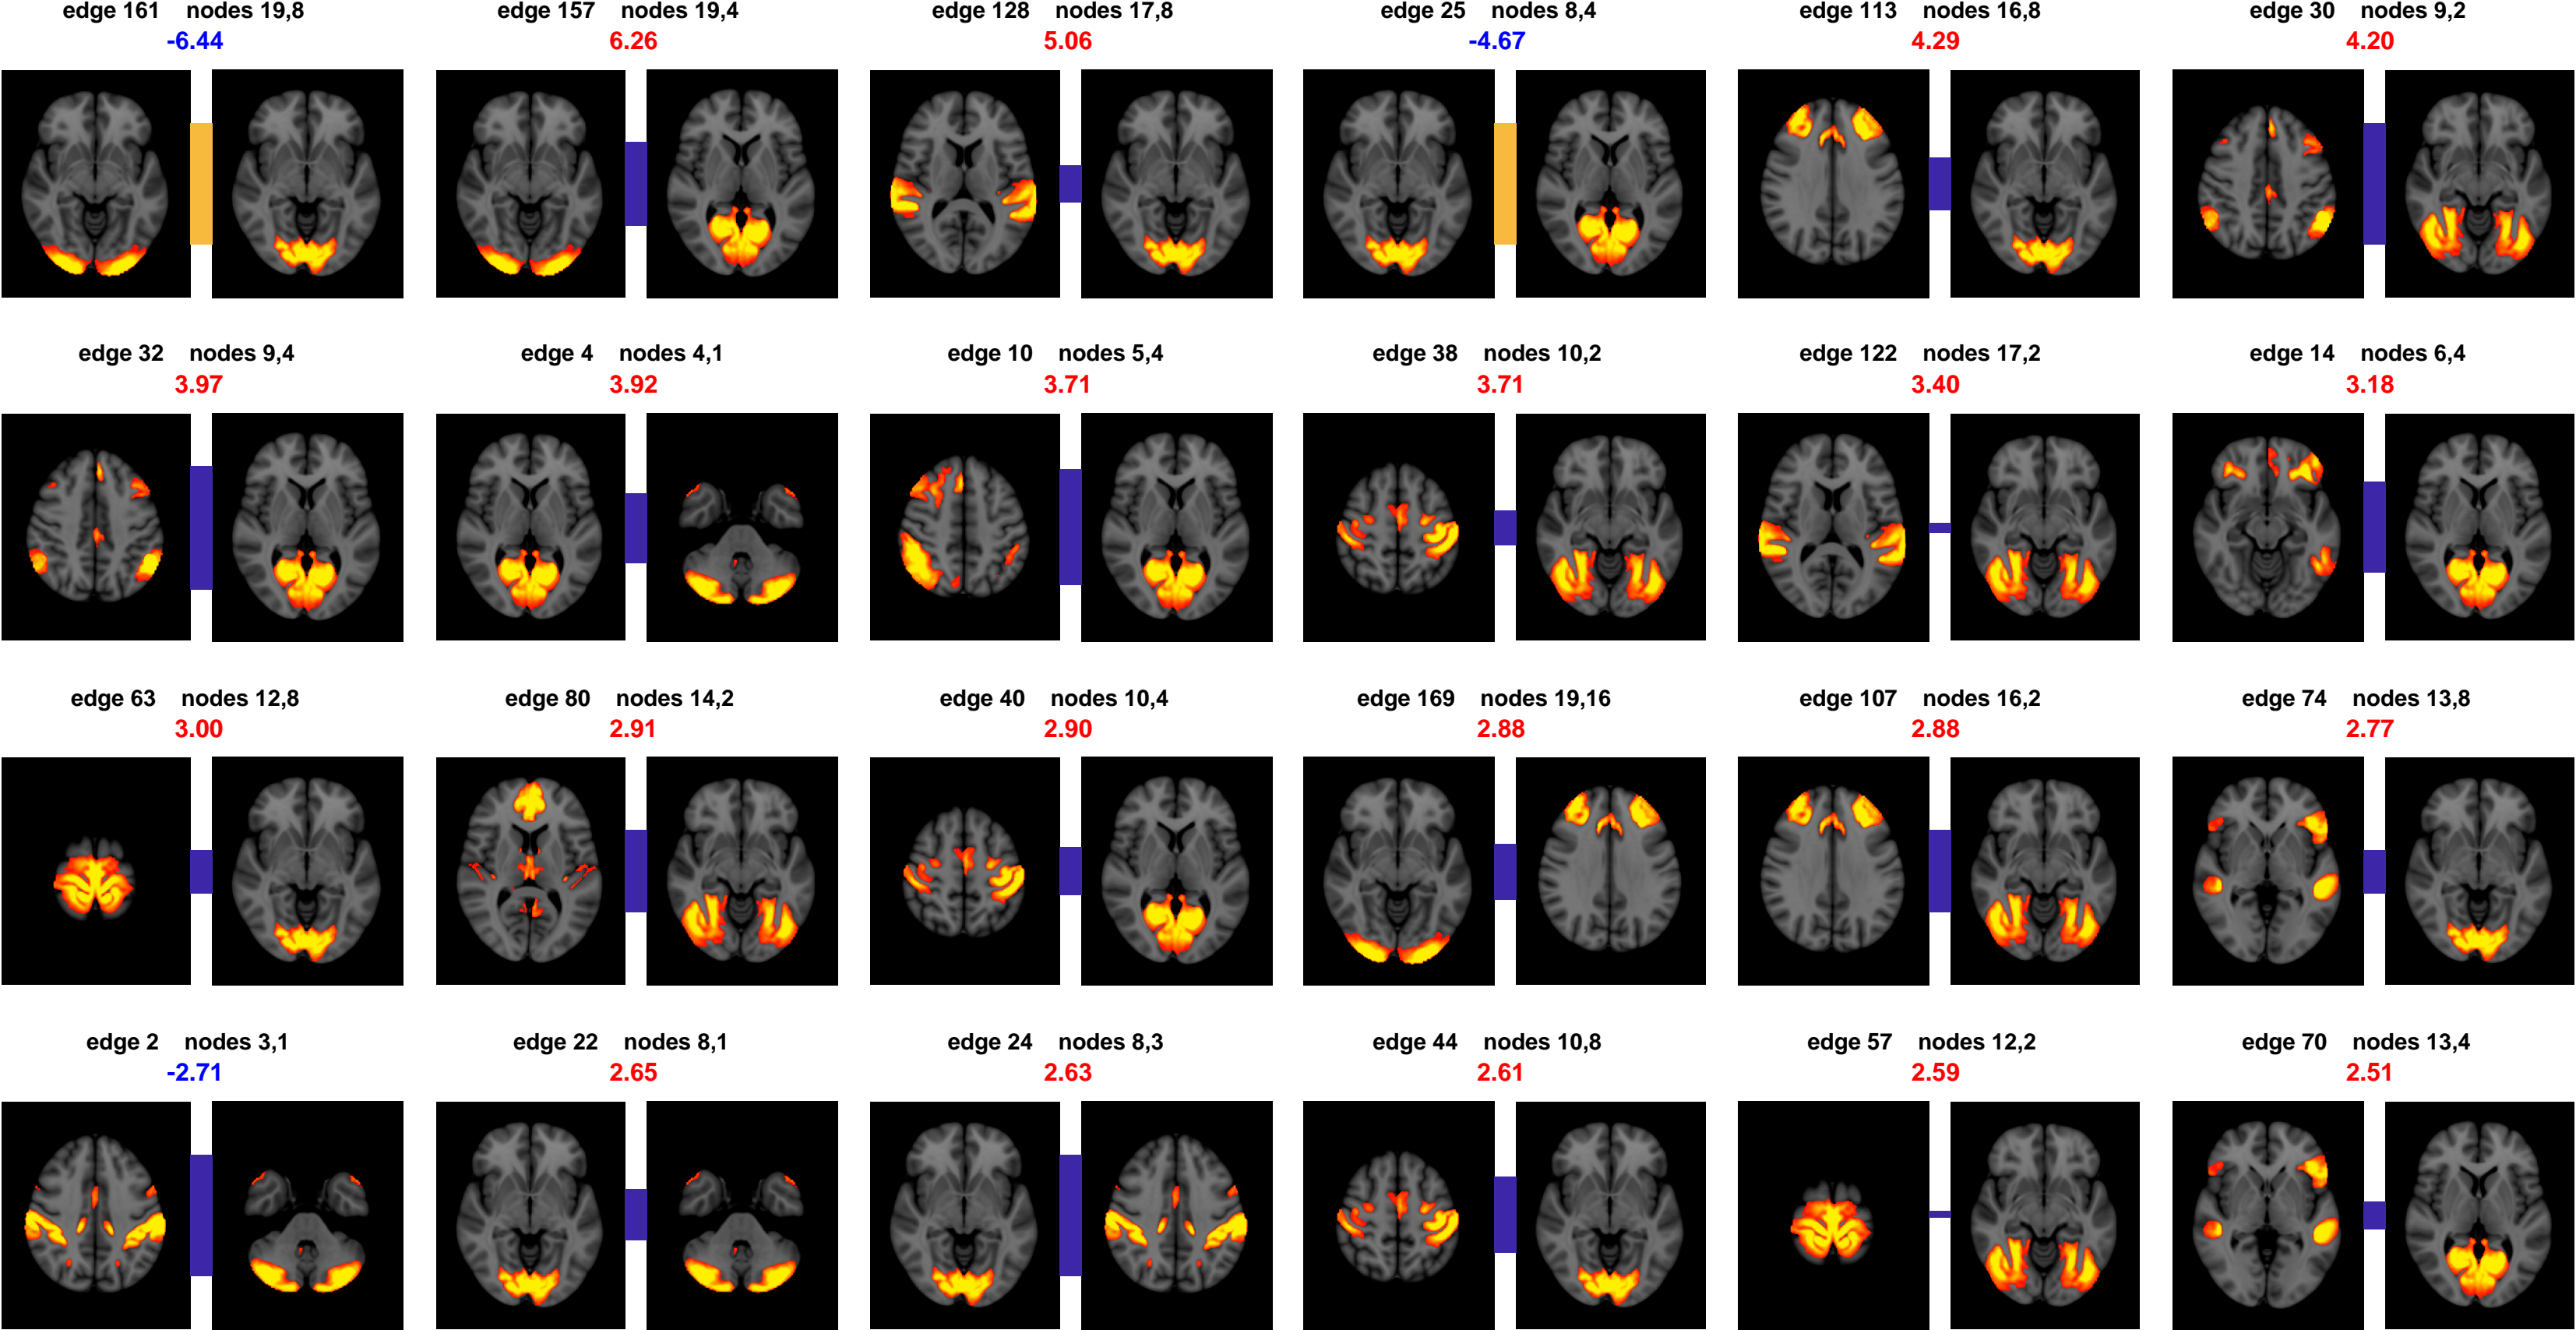 edge 161 nodes 19,8
-6.44
edge 157 nodes 19,4
6.26
edge 128 nodes 17,8
5.06
edge 25 nodes 8,4
-4.67
edge 113 nodes 16,8
4.29
edge 30 nodes 9,2
4.20
edge 32 nodes 9,4
3.97
edge 4 nodes 4,1
3.92
edge 10 nodes 5,4
3.71
edge 38 nodes 10,2
3.71
edge 122 nodes 17,2
3.40
edge 14 nodes 6,4
3.18
edge 63 nodes 12,8
3.00
edge 80 nodes 14,2
2.91
edge 40 nodes 10,4
2.90
edge 169 nodes 19,16
2.88
edge 107 nodes 16,2
2.88
edge 74 nodes 13,8
2.77
edge 2 nodes 3,1
-2.71
edge 22 nodes 8,1
2.65
edge 24 nodes 8,3
2.63
edge 44 nodes 10,8
2.61
edge 57 nodes 12,2
2.59
edge 70 nodes 13,4
2.51